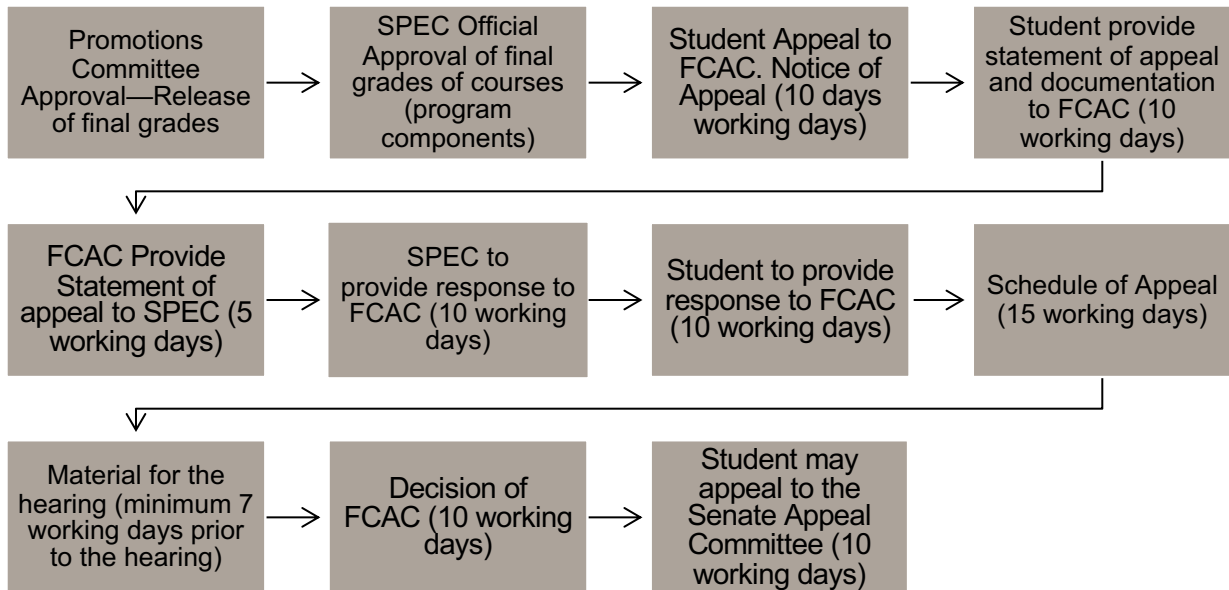 Promotions
Committee
Approval—Release
of final grades
SPEC Official
Approval of final
grades of courses
(program
components)
Student Appeal to
FCAC. Notice of
Appeal (10 days
working days)
Student provide
statement of appeal
and documentation
to FCAC (10
working days)
FCAC Provide
Statement of
appeal to SPEC (5
working days)
SPEC to
provide response to
FCAC (10 working
days)
Student to provide
response to FCAC
(10 working days)
Schedule of Appeal
(15 working days)
Material for the
hearing (minimum 7
working days prior
to the hearing)
Decision of
FCAC (10 working
days)
Student may
appeal to the
Senate Appeal
Committee (10
working days)